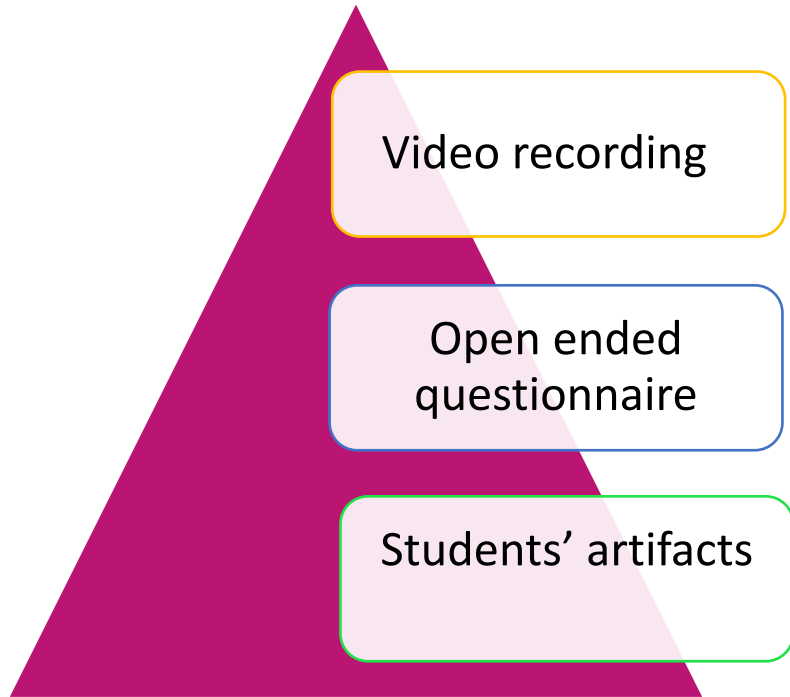 Video recording
Open ended
questionnaire
Students’ artifacts